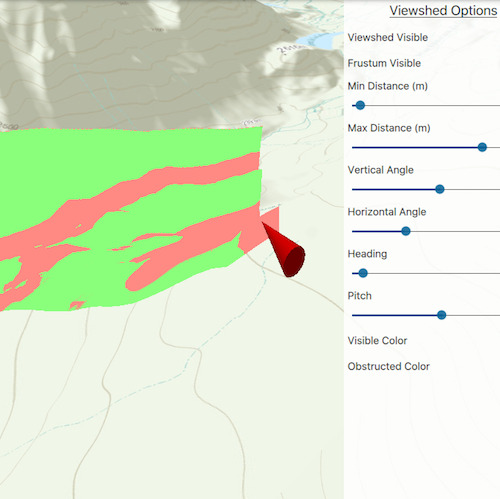 Viewshed Options
Viewshed Visible
Frustum Visible
Min Distance (m)
Max Distance (m)
Vertical Angle
Horizontal Angle
Heading
Pitch
Visible Color
Obstructed Color